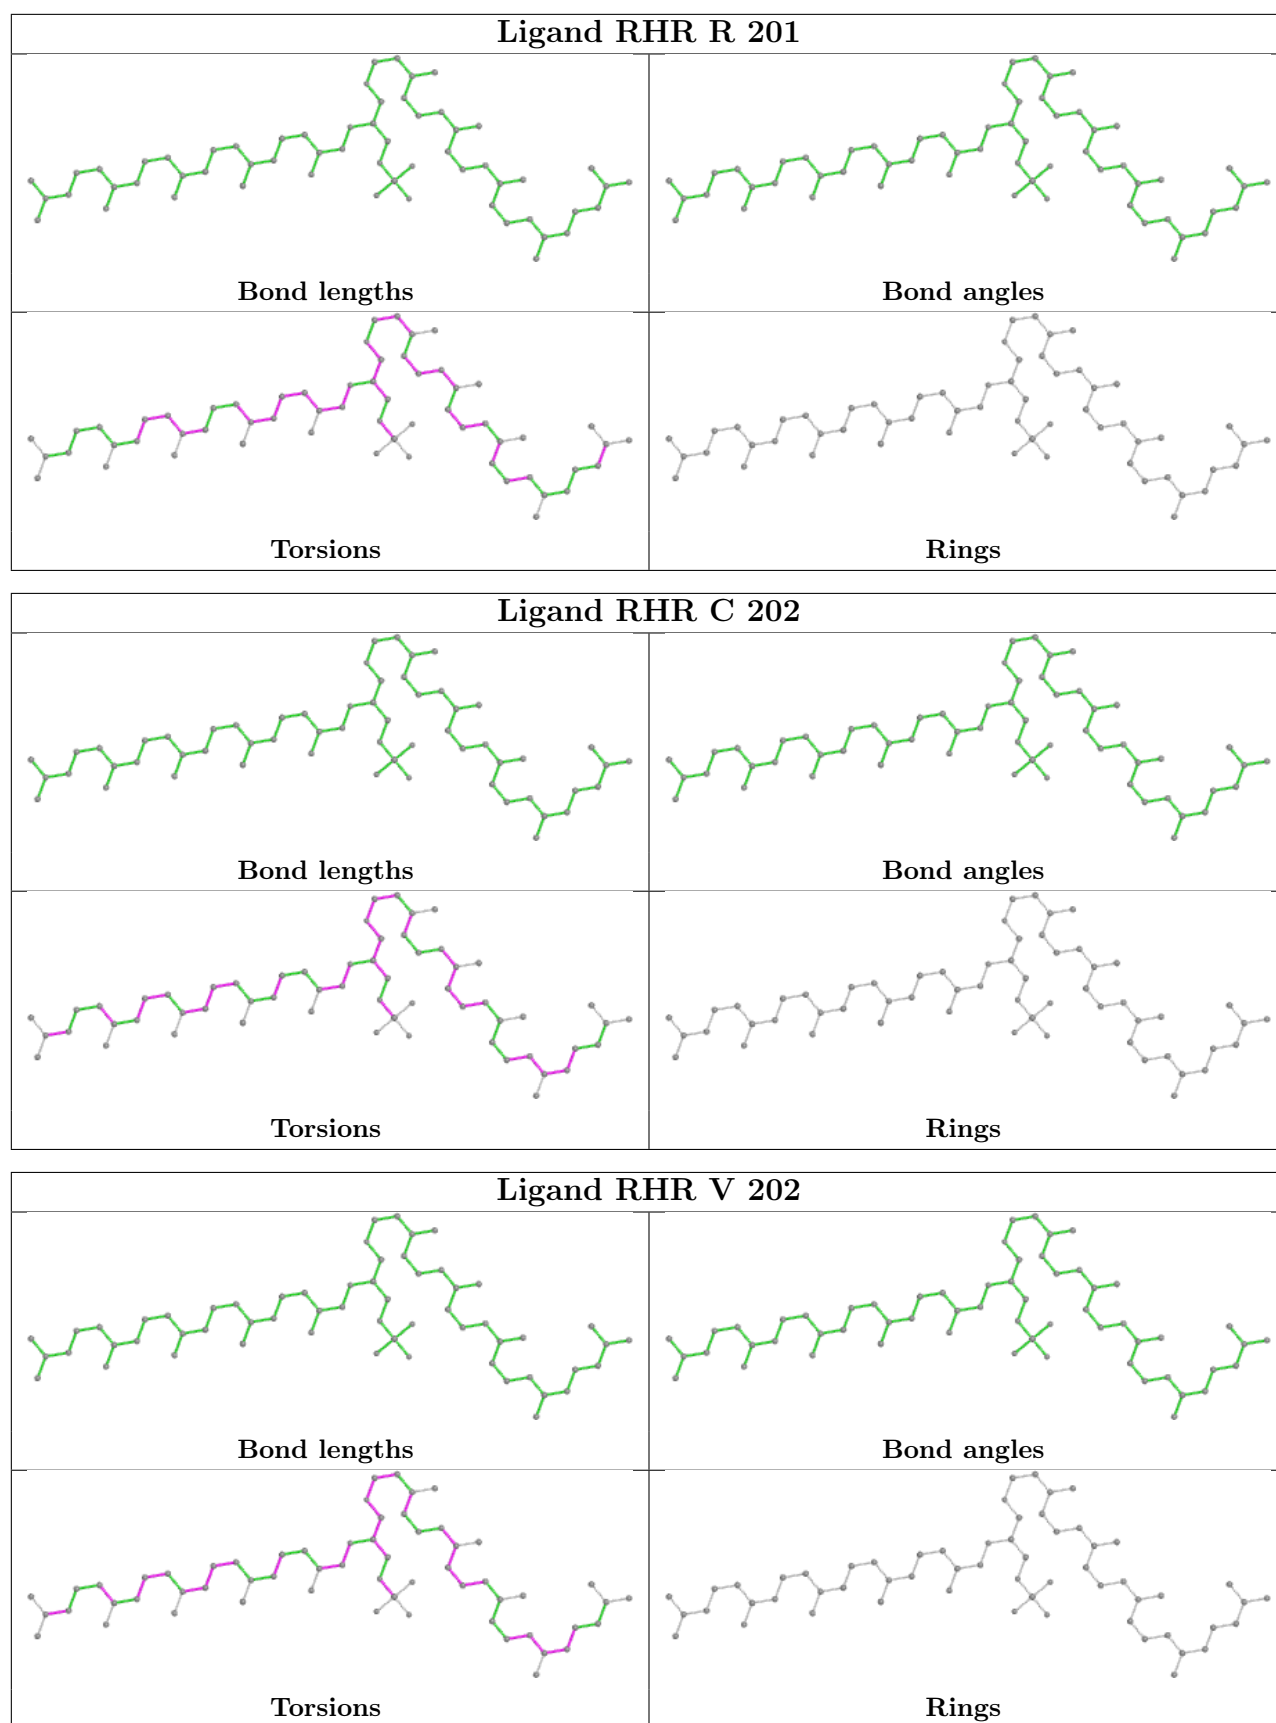 Ligand RHR R 201
Bond lengths
Bond angles
Torsions
Rings
Ligand RHR C 202
Bond lengths
Bond angles
Torsions
Rings
Ligand RHR V 202
Bond lengths
Bond angles
Torsions
Rings